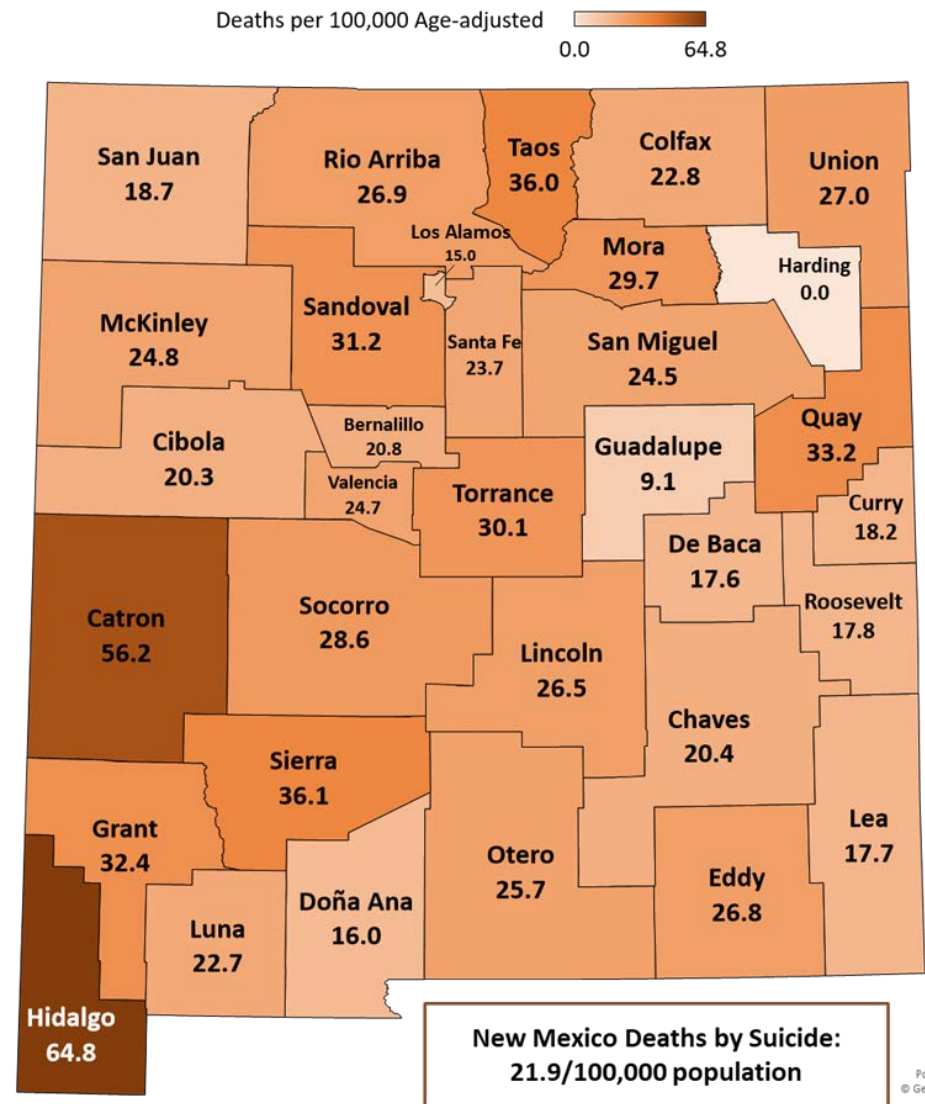 Deaths per 100,000 Age-adjusted
0.0 64.8
San Juan
18.7
Rio Arriba
26.9
Taos
36.0
Colfax
22.8
Union
27.0
Los Alamos
15.0
Mora
29.7
Harding
0.0
McKinley
24.8
Sandoval
31.2
Santa Fe
23.7
San Miguel
24.5
Cibola
20.3
Bernalillo
20.8
Valencia
24.7
Torrance
30.1
Guadalupe
9.1
Quay
33.2
Curry
18.2
De Baca
17.6
Roosevelt
17.8
Catron
56.2
Socorro
28.6
Lincoln
26.5
Chaves
20.4
Sierra
36.1
Grant
32.4
Lea
17.7
Otero
25.7
Eddy
26.8
Luna
22.7
Doña Ana
16.0
Hidalgo
64.8
New Mexico Deaths by Suicide:
21.9/100,000 population
Po
© Ge